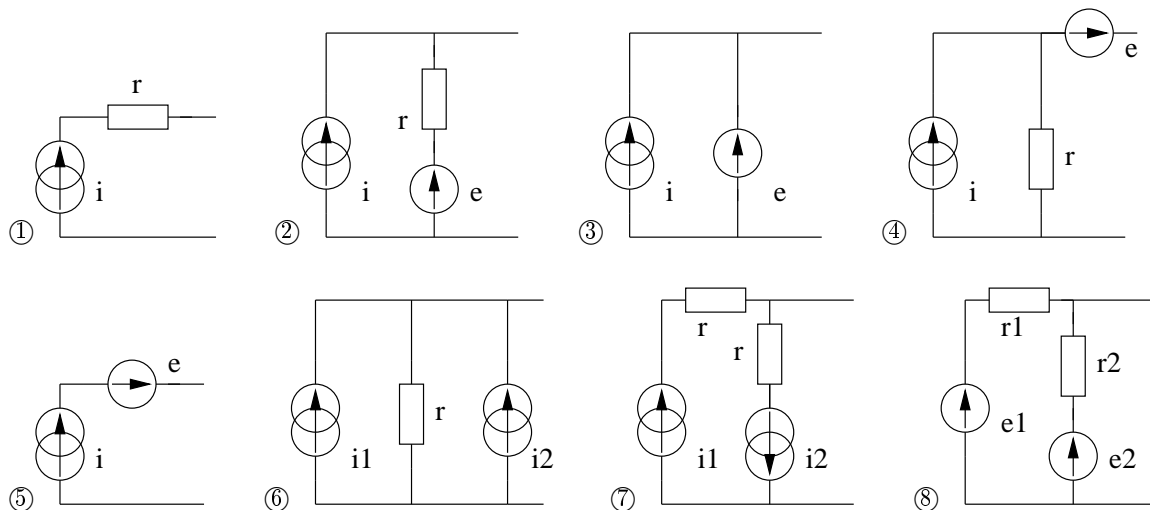 r
i
①
r
i
e
②
i
e
③
e
r
i
④
e
i
⑤
r
i1
i2
⑥
r
r
i1
i2
⑦
r1
r2
e1
e2
⑧